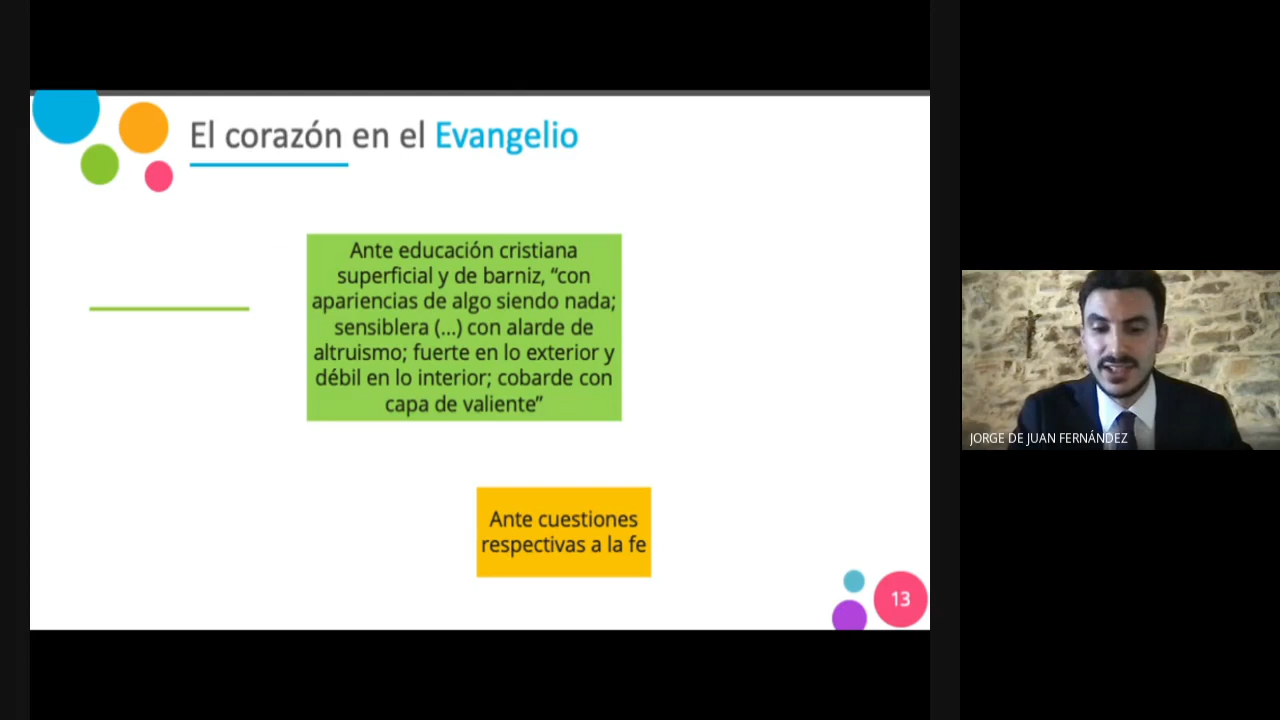 El corazón en el Evangelio
Ante educación cristiana
superficial y de barniz, “con
apariencias de algo siendo nada;
sensiblera (...) con alarde de
altruismo; fuerte en lo exterior y
débil en lo interior; cobarde con
capa de valiente”
Ante cuestiones
respectivas a la fe
13
JORGE DE JUAN FERNÁNDEZ